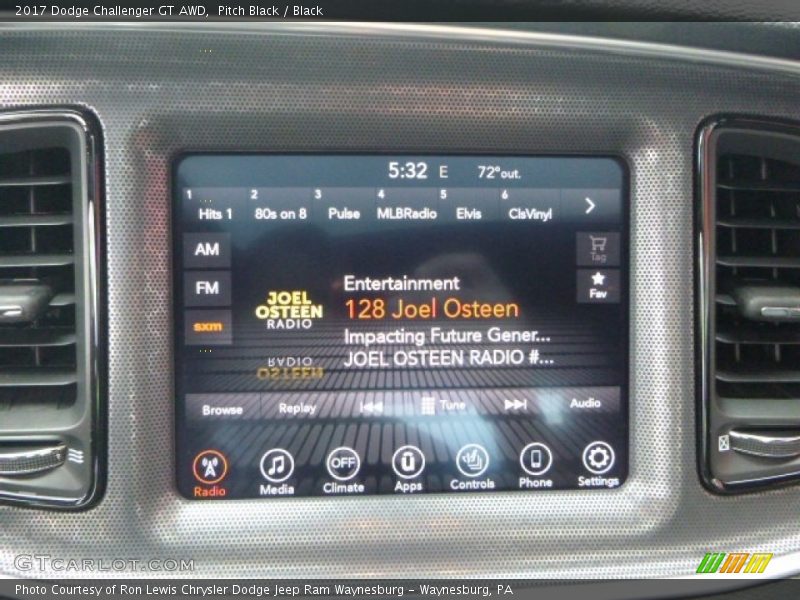 2017 Dodge Challenger GT AWD,  Pitch Black / Black
5:32 E 72° out.
1 2 3 4 5 6
Hits 1 80s on 8 Pulse MLBRadio Elvis ClsVinyl
AM
Tag
FM
Fav
sxm
JOEL
OSTEEN
RADIO
Entertainment
128 Joel Osteen
Impacting Future Gener...
JOEL OSTEEN RADIO #...
Browse Replay Tune Audio
OFF
Radio Media Climate Apps Controls Phone Settings
GTCARLOT.COM
Photo Courtesy of Ron Lewis Chrysler Dodge Jeep Ram Waynesburg - Waynesburg, PA